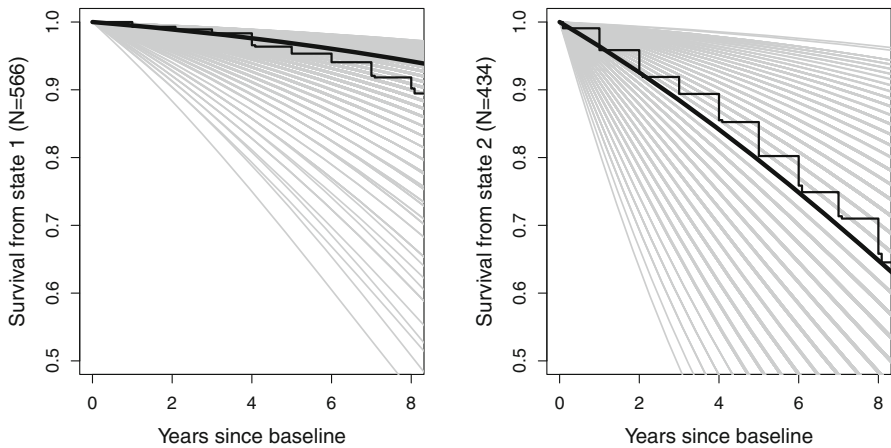 Survival from state 1 (N=566)
1.0
0.9
0.8
0.7
0.6
0.5
0 2 4 6 8
Years since baseline
Survival from state 2 (N=434)
1.0
0.9
0.8
0.7
0.6
0.5
0 2 4 6 8
Years since baseline